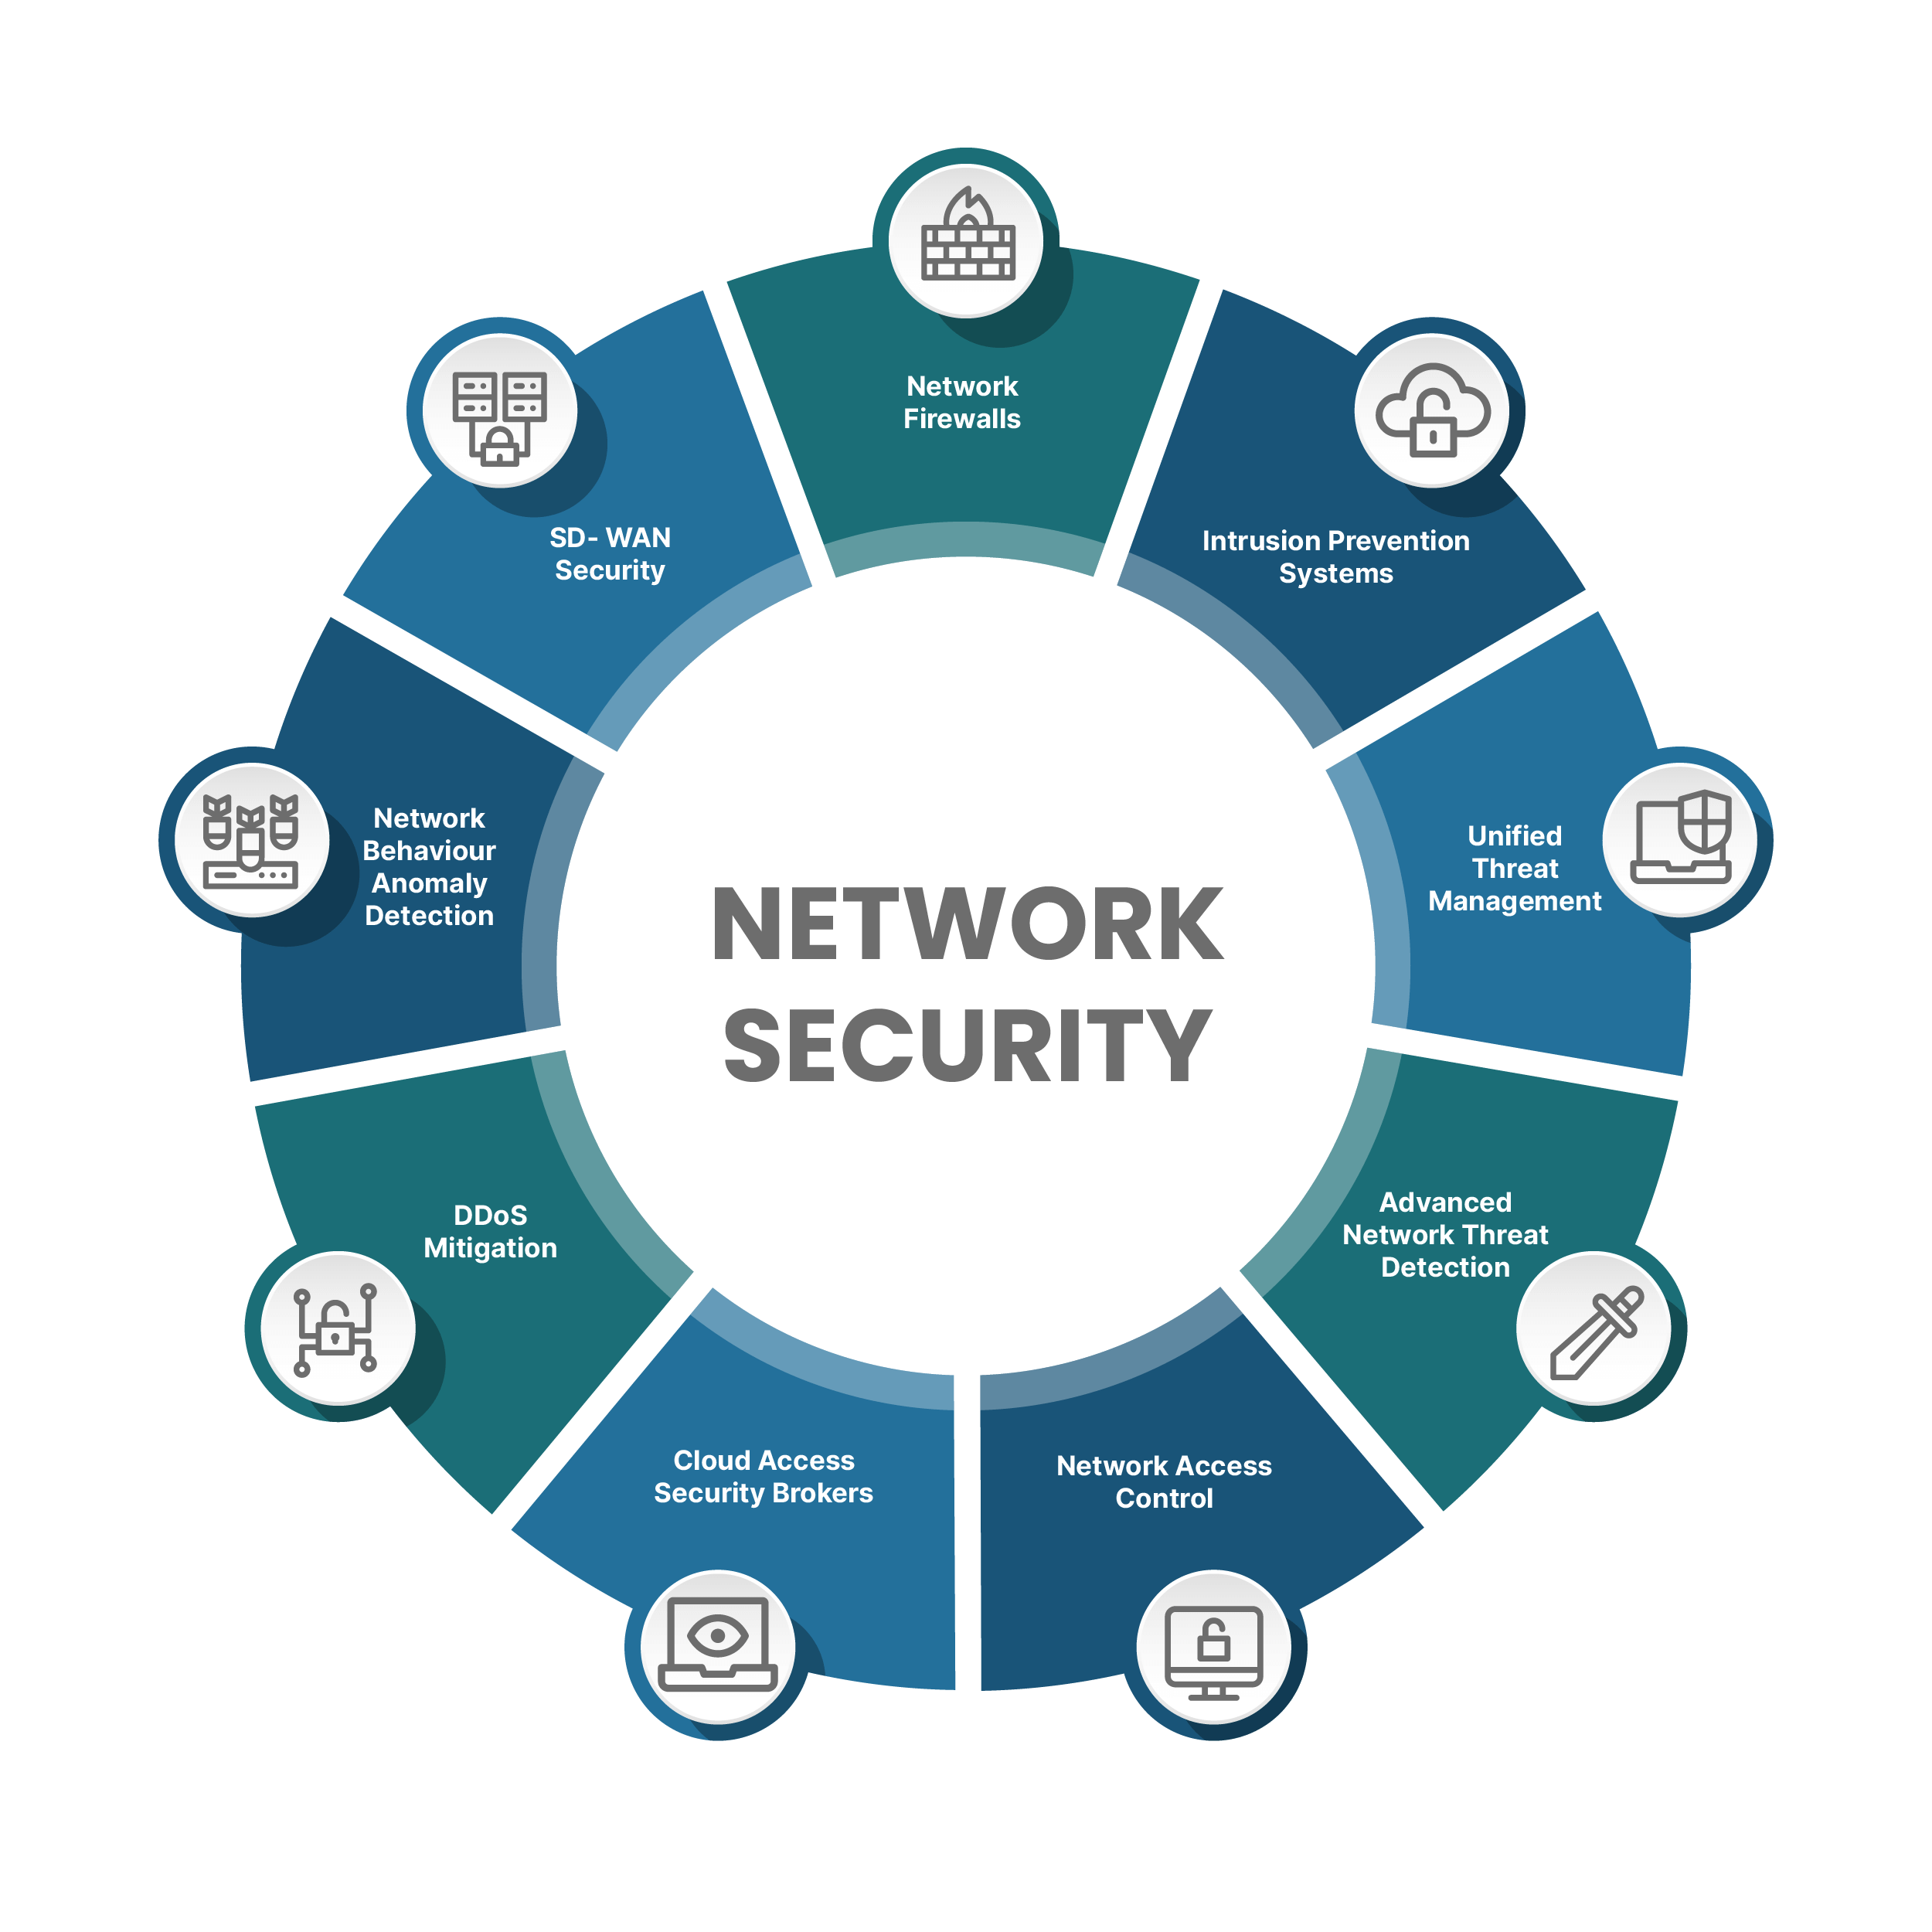 Network
Firewalls
Intrusion Prevention
Systems
Unified
Threat
Management
Advanced
Network Threat
Detection
Network Access
Control
Cloud Access
Security Brokers
DDoS
Mitigation
Network
Behaviour
Anomaly
Detection
SD- WAN
Security
NETWORK
SECURITY